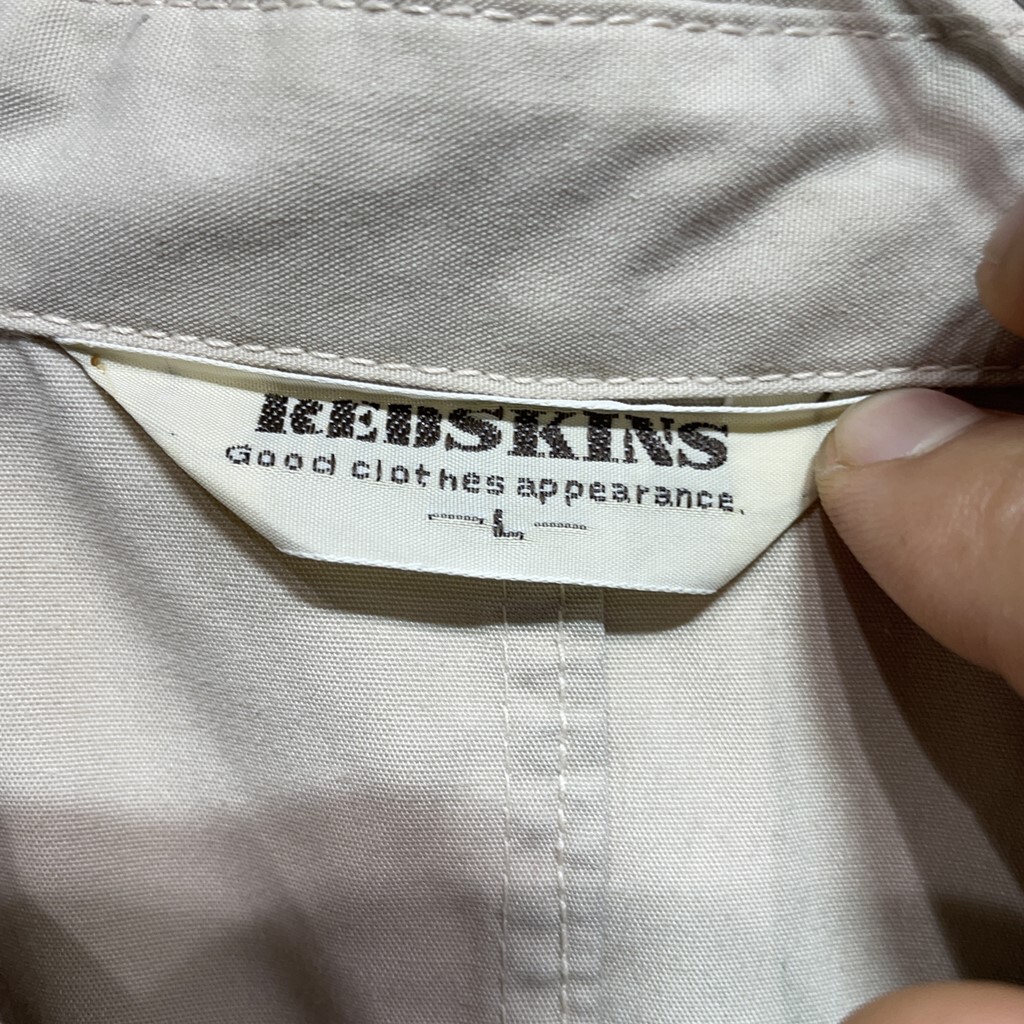 REDSKINS
Good clothes appearance.
L